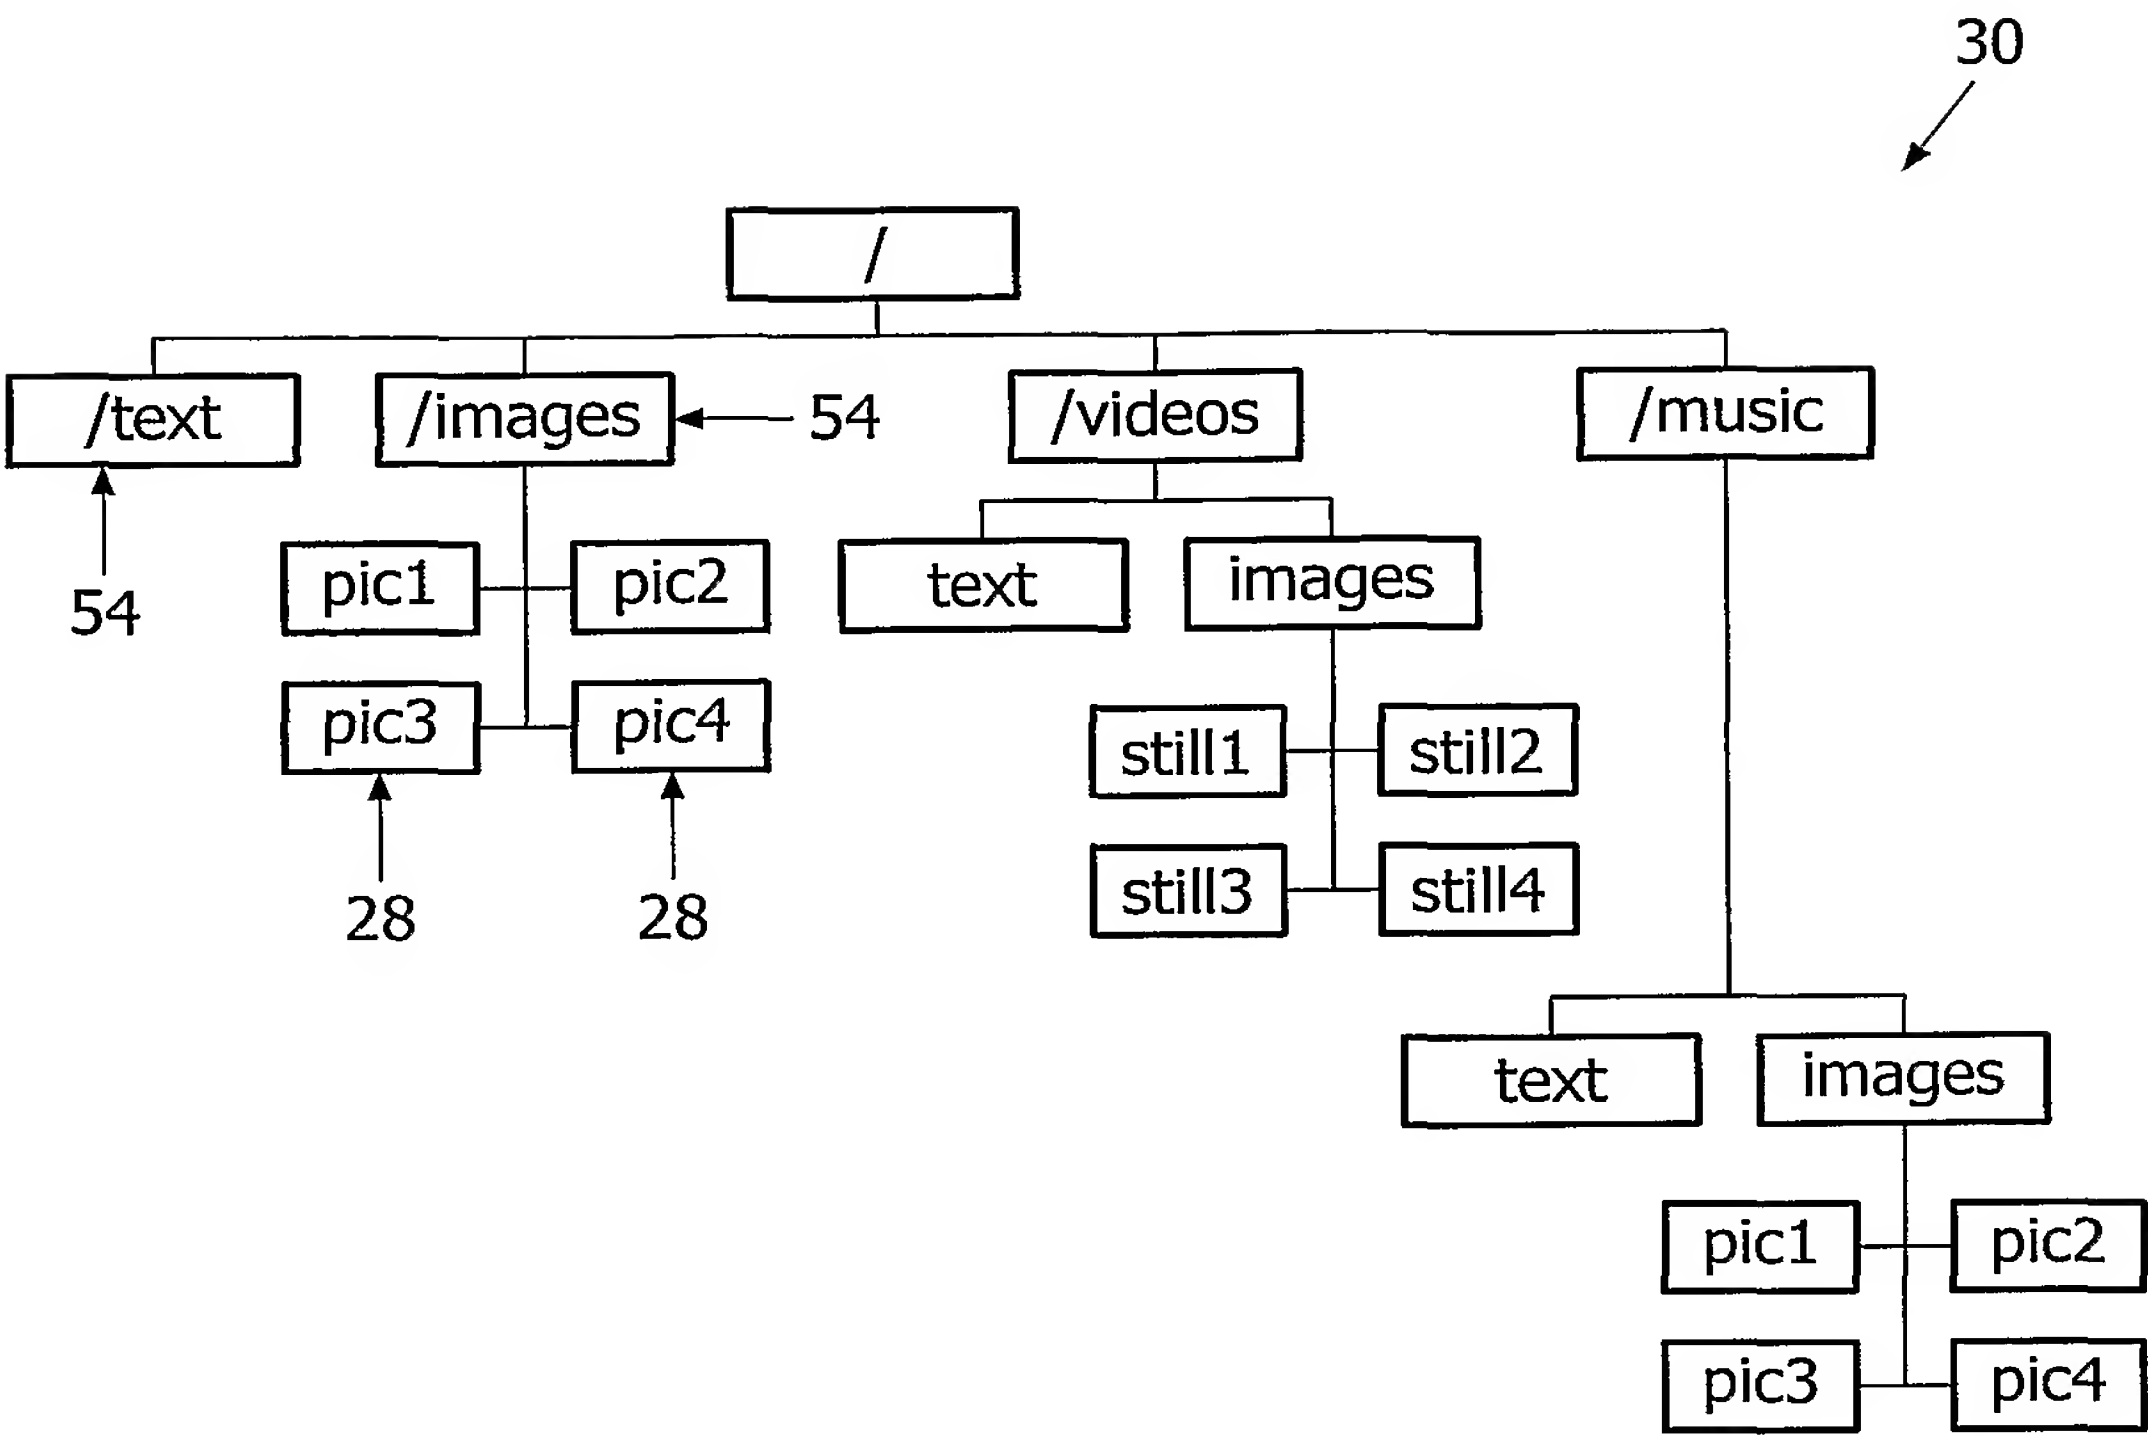 30
/
/text
/images
54
/videos
/music
54
pic1
pic2
pic3
pic4
28
28
text
images
still1
still2
still3
still4
text
images
pic1
pic2
pic3
pic4